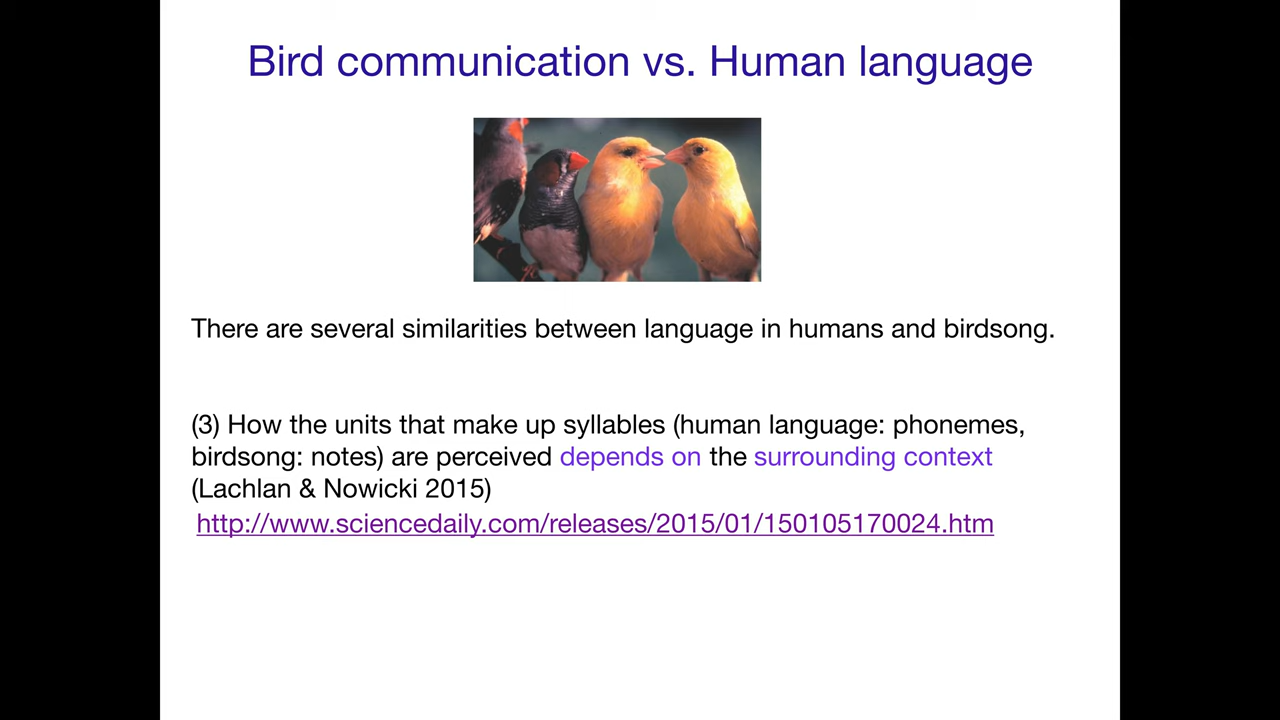 Bird communication vs. Human language
There are several similarities between language in humans and birdsong.
(3) How the units that make up syllables (human language: phonemes,
birdsong: notes) are perceived depends on the surrounding context
(Lachlan & Nowicki 2015)
http://www.sciencedaily.com/releases/2015/01/150105170024.htm